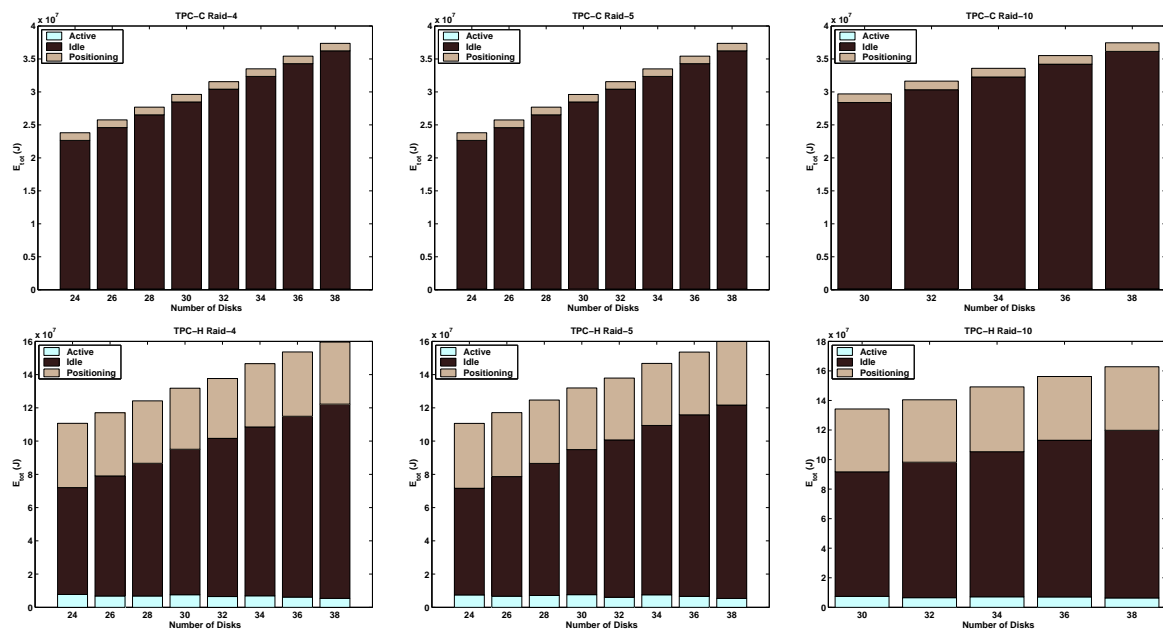 TPC−C Raid−4
x 10^7
4
3.5
3
2.5
2
1.5
1
0.5
0
E_tot (J)
Active
Idle
Positioning
24 26 28 30 32 34 36 38
Number of Disks
TPC−C Raid−5
x 10^7
4
3.5
3
2.5
2
1.5
1
0.5
0
E_tot (J)
Active
Idle
Positioning
24 26 28 30 32 34 36 38
Number of Disks
TPC−C Raid−10
x 10^7
4
3.5
3
2.5
2
1.5
1
0.5
0
E_tot (J)
Active
Idle
Positioning
30 32 34 36 38
Number of Disks
TPC−H Raid−4
x 10^7
16
14
12
10
8
6
4
2
0
E_tot (J)
Active
Idle
Positioning
24 26 28 30 32 34 36 38
Number of Disks
TPC−H Raid−5
x 10^7
16
14
12
10
8
6
4
2
0
E_tot (J)
Active
Idle
Positioning
24 26 28 30 32 34 36 38
Number of Disks
TPC−H Raid−10
x 10^7
18
16
14
12
10
8
6
4
2
0
E_tot (J)
Active
Idle
Positioning
30 32 34 36 38
Number of Disks